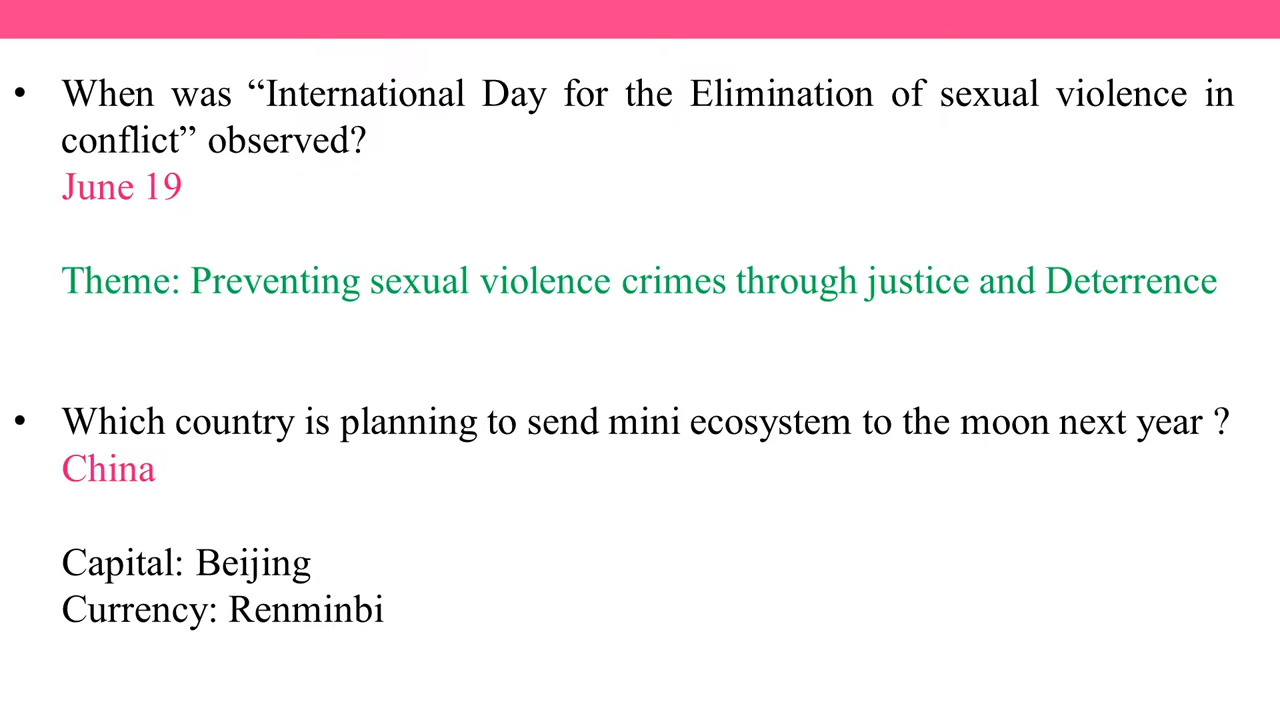 • When was “International Day for the Elimination of sexual violence in
conflict” observed?
June 19
Theme: Preventing sexual violence crimes through justice and Deterrence
• Which country is planning to send mini ecosystem to the moon next year ?
China
Capital: Beijing
Currency: Renminbi